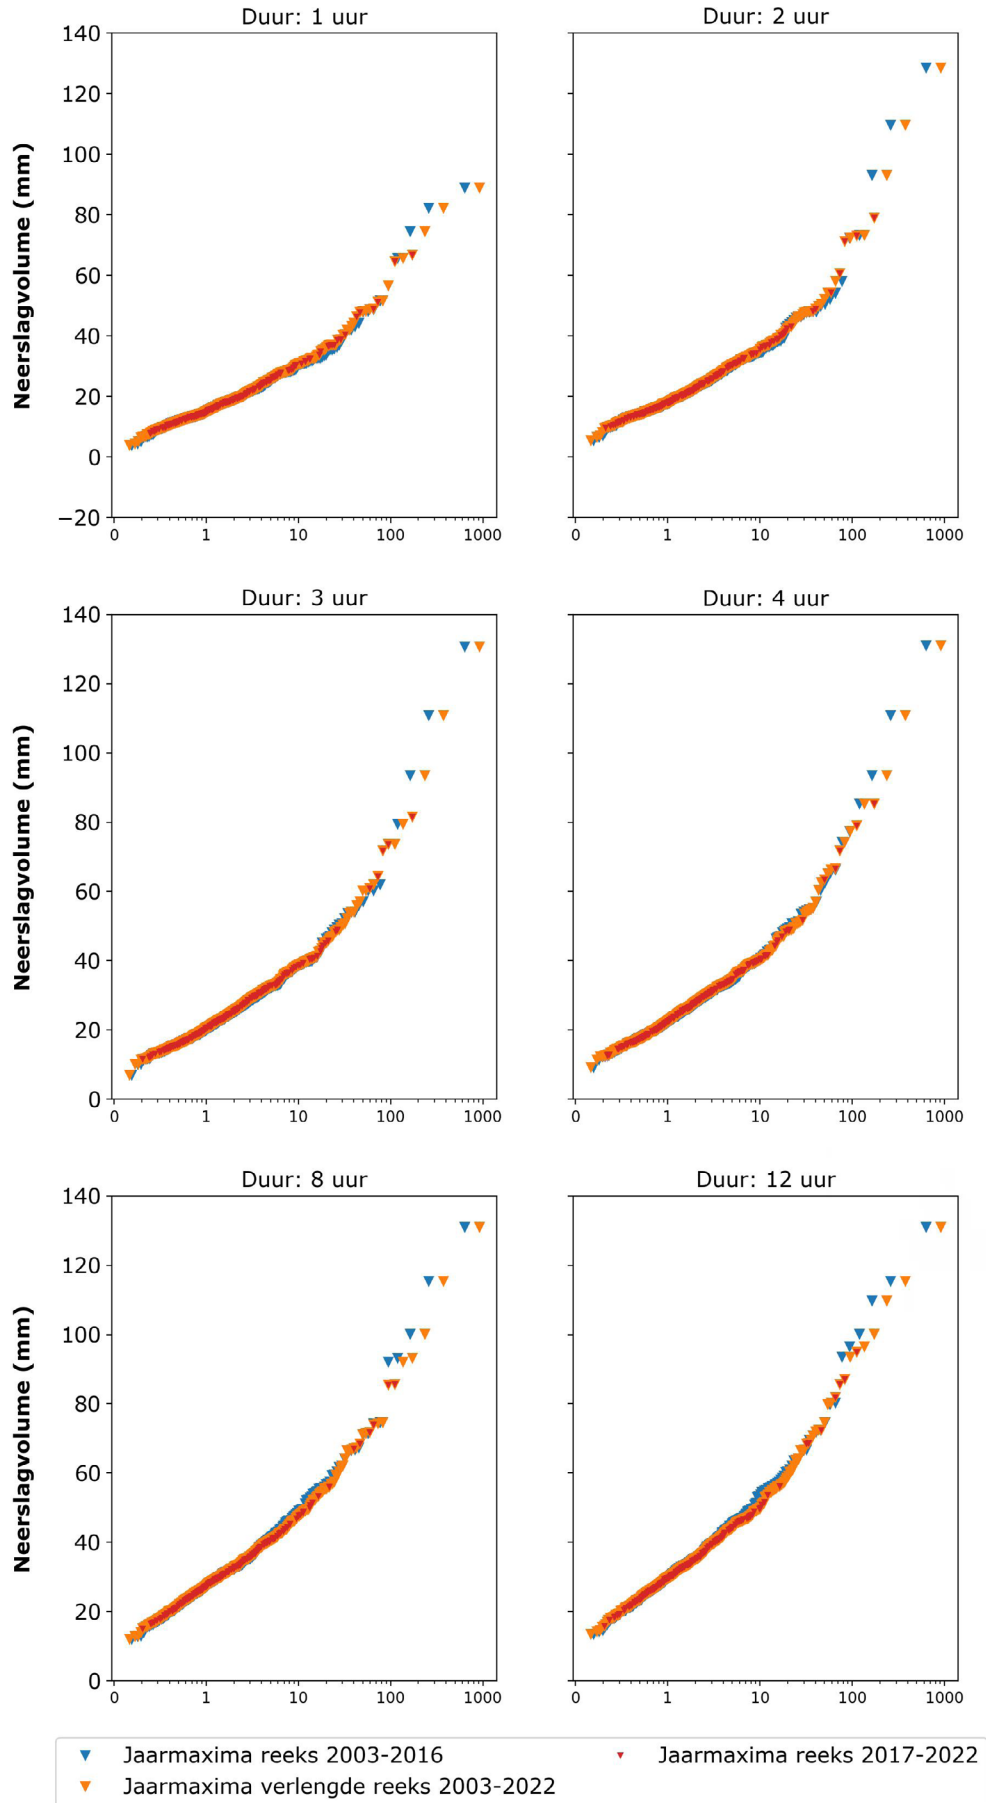 Duur: 1 uur
Duur: 2 uur
Neerslagvolume (mm)
140
120
100
80
60
40
20
0
−20
0 1 10 100 1000
0 1 10 100 1000
Duur: 3 uur
Duur: 4 uur
Neerslagvolume (mm)
140
120
100
80
60
40
20
0
0 1 10 100 1000
0 1 10 100 1000
Duur: 8 uur
Duur: 12 uur
Neerslagvolume (mm)
140
120
100
80
60
40
20
0
0 1 10 100 1000
0 1 10 100 1000
Jaarmaxima reeks 2003-2016
Jaarmaxima verlengde reeks 2003-2022
Jaarmaxima reeks 2017-2022